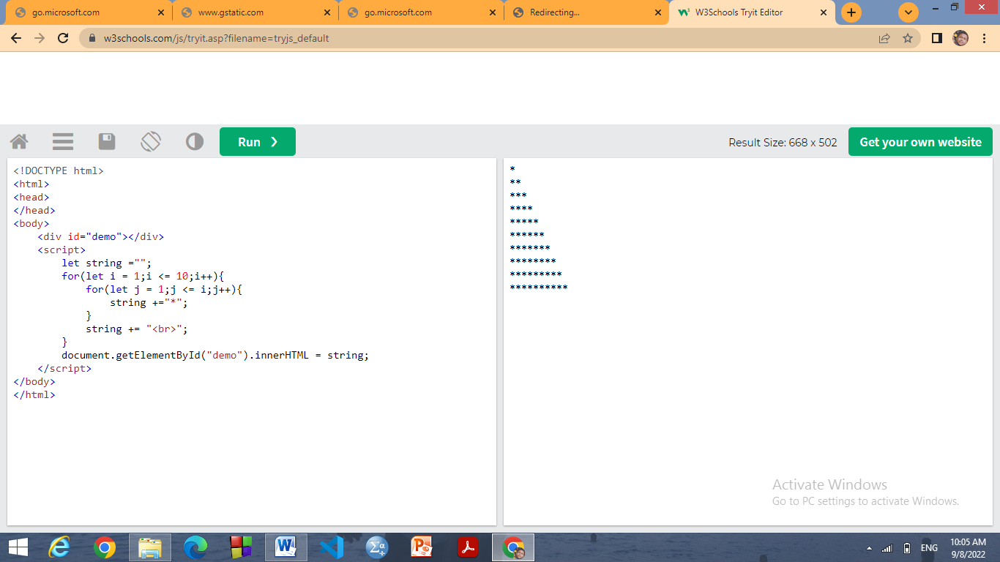 go.microsoft.com
www.gstatic.com
go.microsoft.com
Redirecting...
W3Schools Tryit Editor
w3schools.com/js/tryit.asp?filename=tryjs_default
Run ❯
Result Size: 668 x 502
Get your own website
<!DOCTYPE html>
<html>
<head>
</head>
<body>
    <div id="demo"></div>
    <script>
        let string ="";
        for(let i = 1;i <= 10;i++){
            for(let j = 1;j <= i;j++){
                string +="*";
            }
            string += "<br>";
        }
        document.getElementById("demo").innerHTML = string;
    </script>
</body>
</html>
*
**
***
****
*****
******
*******
********
*********
**********
Activate Windows
Go to PC settings to activate Windows.
ENG
10:05 AM
9/8/2022